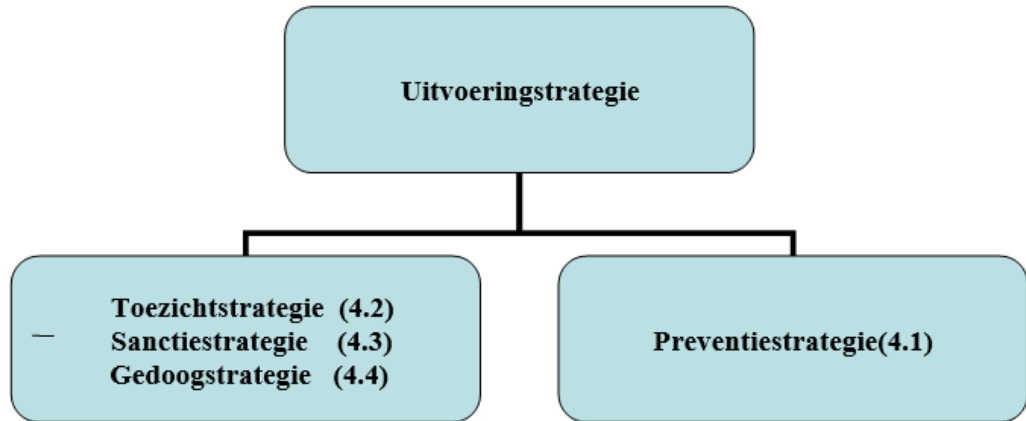 Uitvoeringstrategie
Toezichtstrategie (4.2)
Sanctiestrategie (4.3)
Gedoogstrategie (4.4)
Preventiestrategie(4.1)